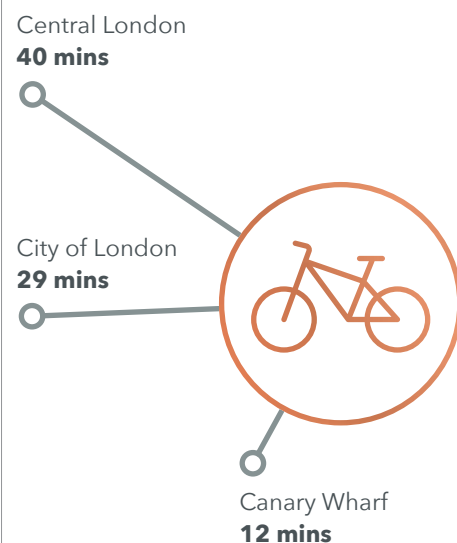 Central London
40 mins
City of London
29 mins
Canary Wharf
12 mins